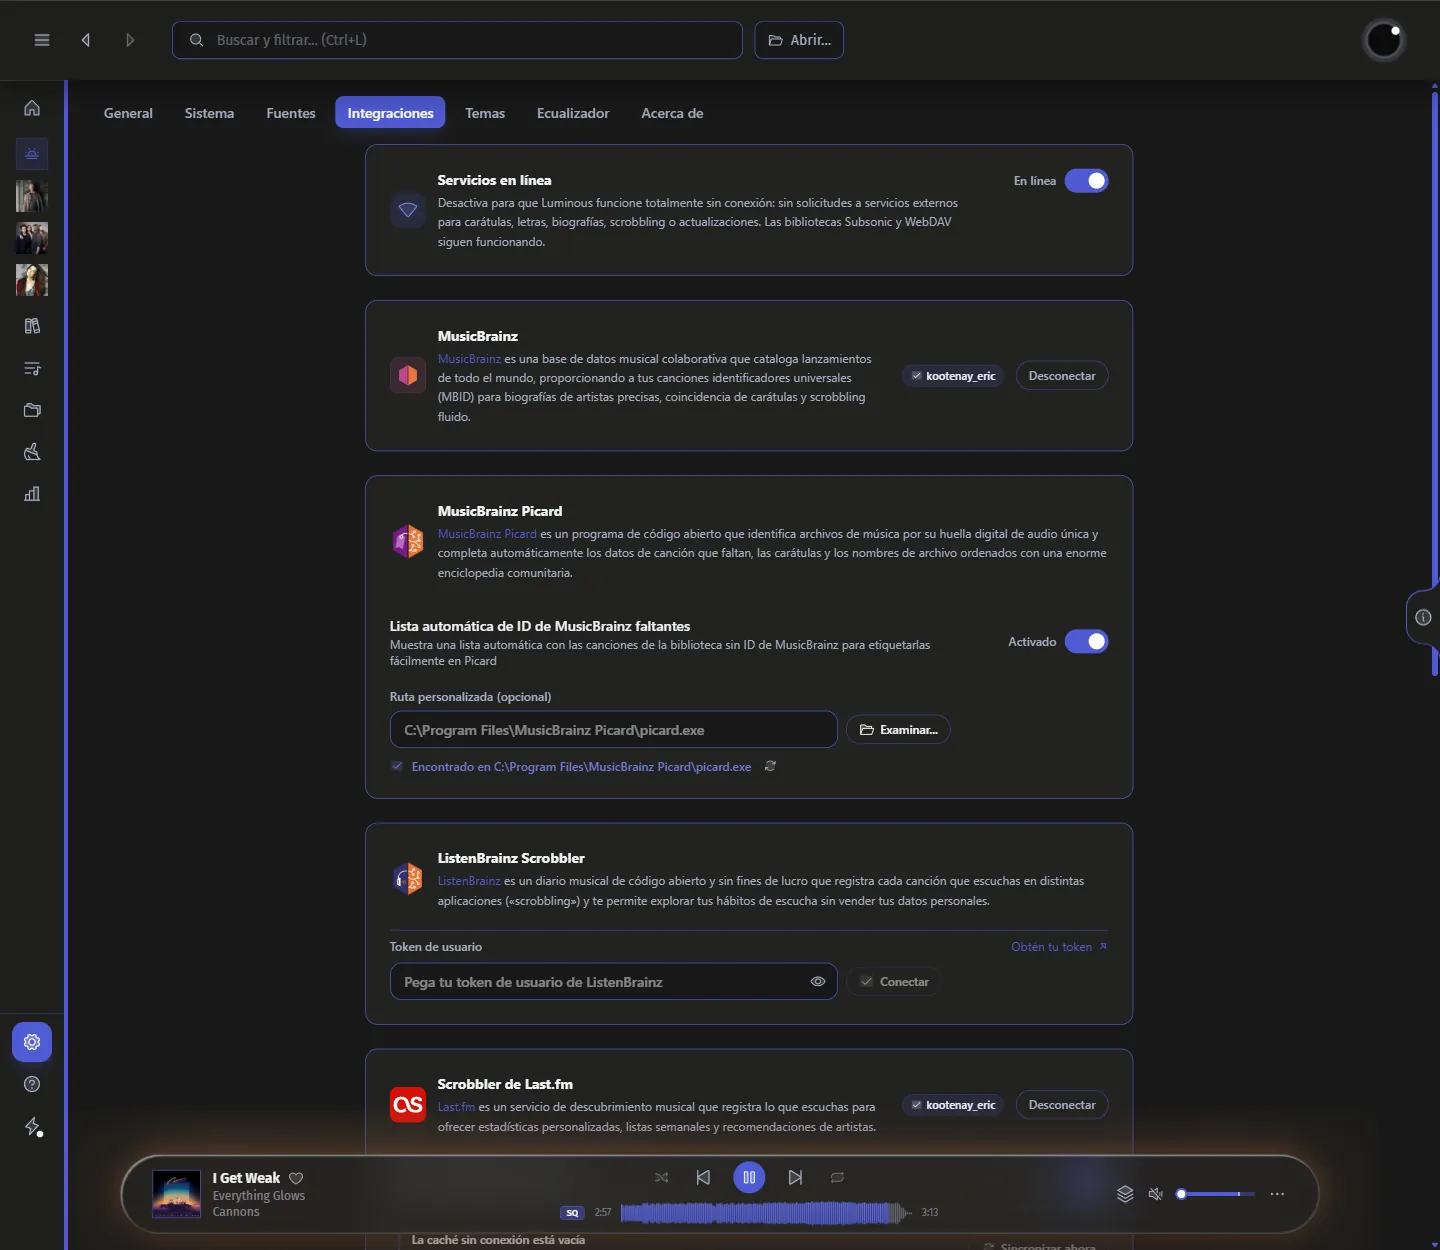 Buscar y filtrar... (Ctrl+L)
Abrir...
General
Sistema
Fuentes
Integraciones
Temas
Ecualizador
Acerca de
Servicios en línea
En línea
Desactiva para que Luminous funcione totalmente sin conexión: sin solicitudes a servicios externos
para carátulas, letras, biografías, scrobbling o actualizaciones. Las bibliotecas Subsonic y WebDAV
siguen funcionando.
MusicBrainz
MusicBrainz es una base de datos musical colaborativa que cataloga lanzamientos
de todo el mundo, proporcionando a tus canciones identificadores universales
(MBID) para biografías de artistas precisas, coincidencia de carátulas y scrobbling
fluido.
kootenay_eric
Desconectar
MusicBrainz Picard
MusicBrainz Picard es un programa de código abierto que identifica archivos de música por su huella digital de audio única y
completa automáticamente los datos de canción que faltan, las carátulas y los nombres de archivo ordenados con una enorme
enciclopedia comunitaria.
Lista automática de ID de MusicBrainz faltantes
Muestra una lista automática con las canciones de la biblioteca sin ID de MusicBrainz para etiquetarlas
fácilmente en Picard
Activado
Ruta personalizada (opcional)
C:\Program Files\MusicBrainz Picard\picard.exe
Examinar...
Encontrado en C:\Program Files\MusicBrainz Picard\picard.exe
ListenBrainz Scrobbler
ListenBrainz es un diario musical de código abierto y sin fines de lucro que registra cada canción que escuchas en distintas
aplicaciones («scrobbling») y te permite explorar tus hábitos de escucha sin vender tus datos personales.
Token de usuario
Obtén tu token
Pega tu token de usuario de ListenBrainz
Conectar
Scrobbler de Last.fm
Last.fm es un servicio de descubrimiento musical que registra lo que escuchas para
ofrecer estadísticas personalizadas, listas semanales y recomendaciones de artistas.
kootenay_eric
Desconectar
I Get Weak
Everything Glows
Cannons
SQ
2:57
3:13
La caché sin conexión está vacía
Sincronizar ahora